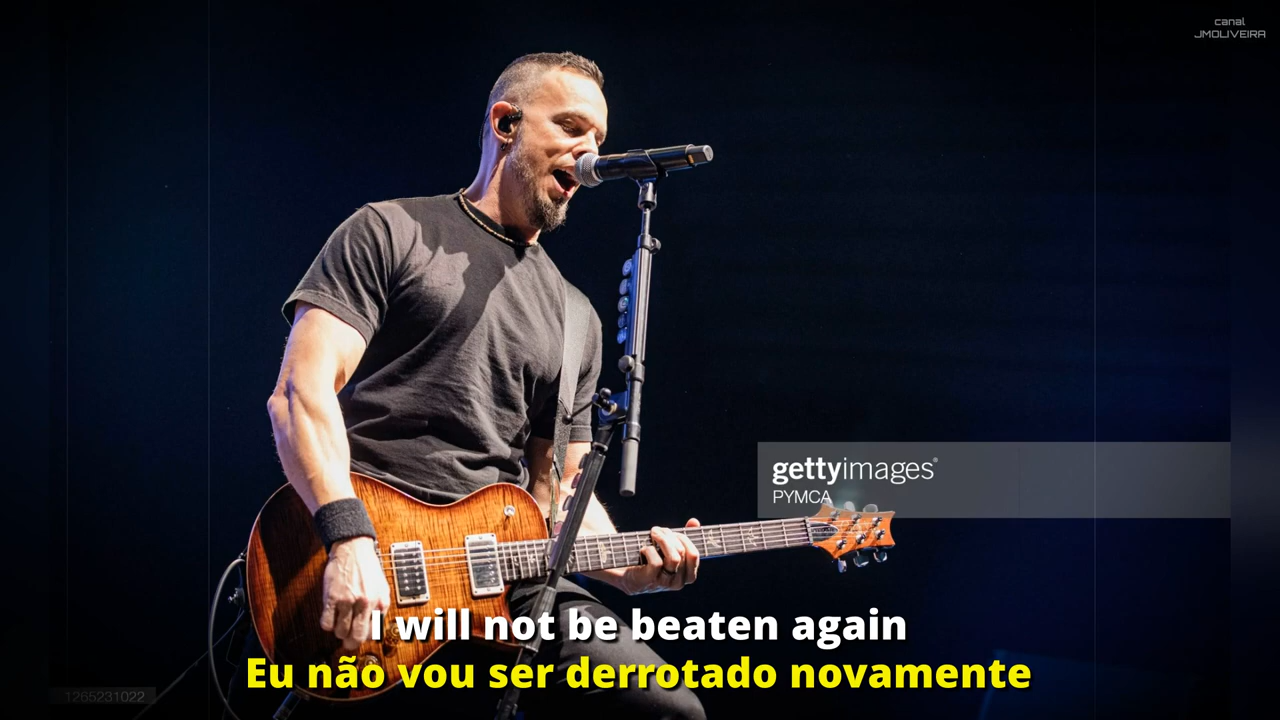 canal
JMOLIVEIRA
gettyimages®
PYMCA
I will not be beaten again
Eu não vou ser derrotado novamente
1265231022